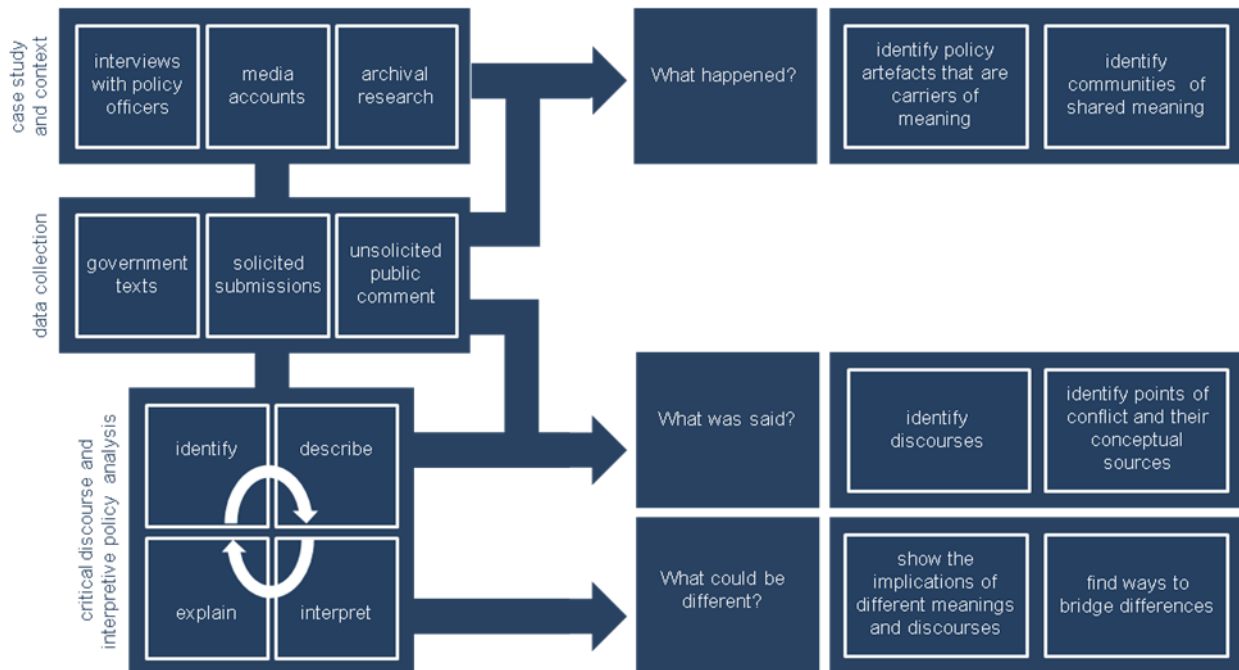 case study
and context
interviews
with policy
officers
media
accounts
archival
research
What happened?
identify policy
artefacts that are
carriers of
meaning
identify
communities of
shared meaning
data collection
government
texts
solicited
submissions
unsolicited
public
comment
critical discourse and
interpretive policy analysis
identify
describe
explain
interpret
What was said?
identify
discourses
identify points of
conflict and their
conceptual
sources
What could be
different?
show the
implications of
different meanings
and discourses
find ways to
bridge differences